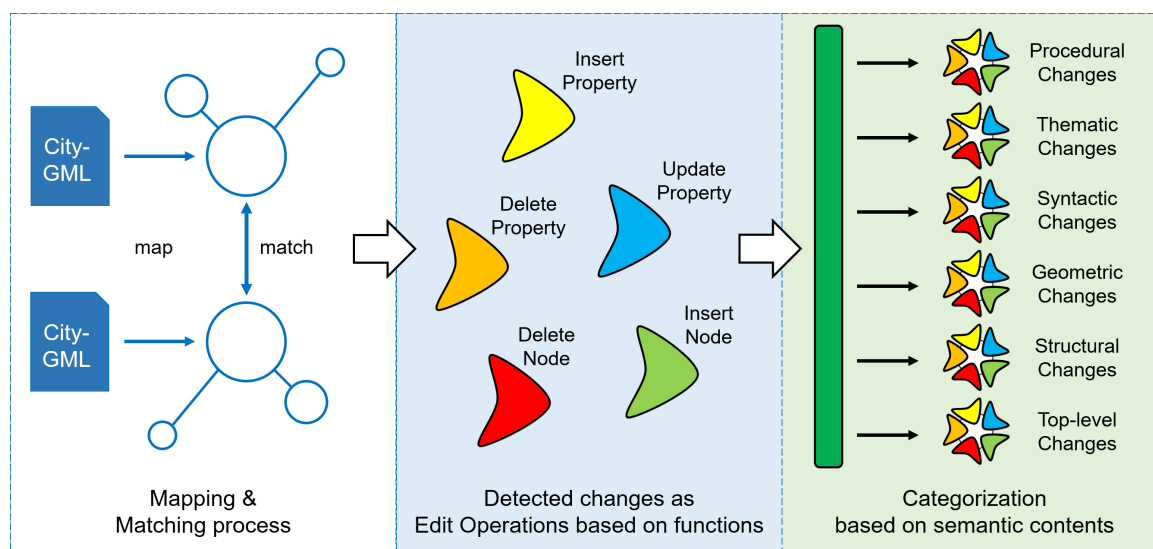 City-
GML
map
match
City-
GML
Mapping &
Matching process
Insert
Property
Update
Property
Delete
Property
Insert
Node
Delete
Node
Detected changes as
Edit Operations based on functions
Procedural
Changes
Thematic
Changes
Syntactic
Changes
Geometric
Changes
Structural
Changes
Top-level
Changes
Categorization
based on semantic contents